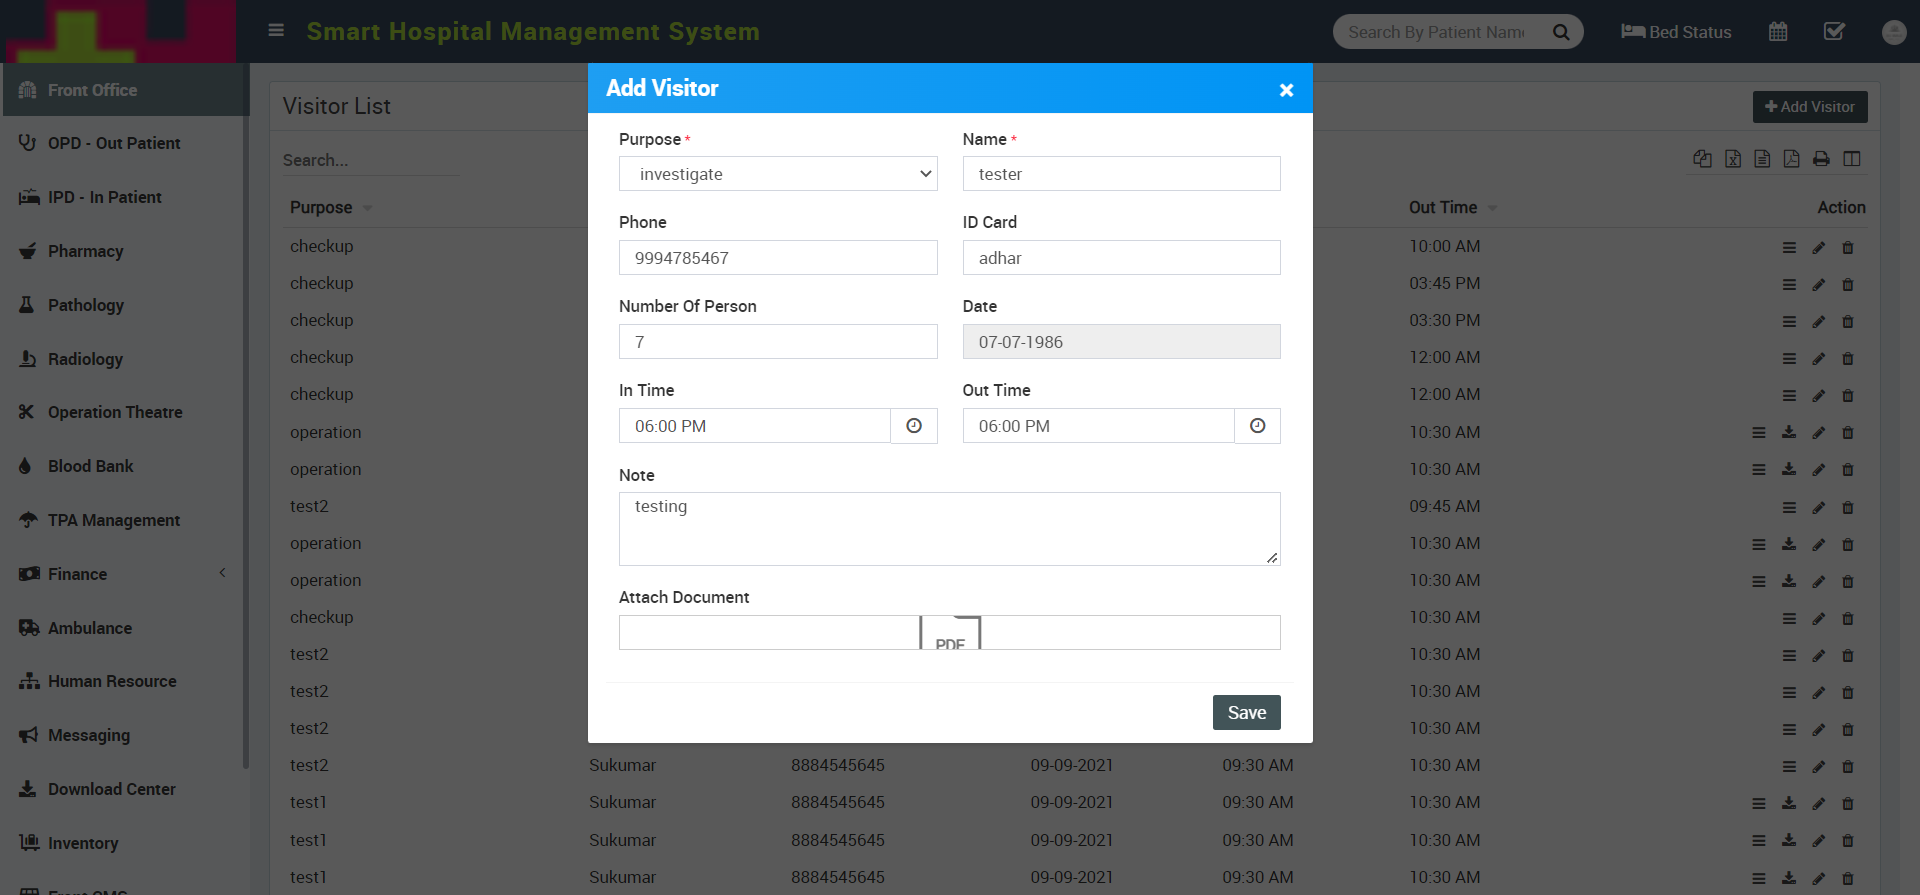 Smart Hospital Management System
Search By Patient Name
Bed Status
Front Office
OPD - Out Patient
IPD - In Patient
Pharmacy
Pathology
Radiology
Operation Theatre
Blood Bank
TPA Management
Finance
Ambulance
Human Resource
Messaging
Download Center
Inventory
Front CMS
Visitor List
Add Visitor
Search...
Purpose Out Time Action
checkup 10:00 AM
checkup 03:45 PM
checkup 03:30 PM
checkup 12:00 AM
checkup 12:00 AM
operation 10:30 AM
operation 10:30 AM
test2 09:45 AM
operation 10:30 AM
operation 10:30 AM
checkup 10:30 AM
test2 10:30 AM
test2 10:30 AM
test2 10:30 AM
test2 Sukumar 8884545645 09-09-2021 09:30 AM 10:30 AM
test1 Sukumar 8884545645 09-09-2021 09:30 AM 10:30 AM
test1 Sukumar 8884545645 09-09-2021 09:30 AM 10:30 AM
test1 Sukumar 8884545645 09-09-2021 09:30 AM 10:30 AM
Add Visitor
Purpose * Name *
investigate tester
Phone ID Card
9994785467 adhar
Number Of Person Date
7 07-07-1986
In Time Out Time
06:00 PM 06:00 PM
Note
testing
Attach Document
PDF
Save